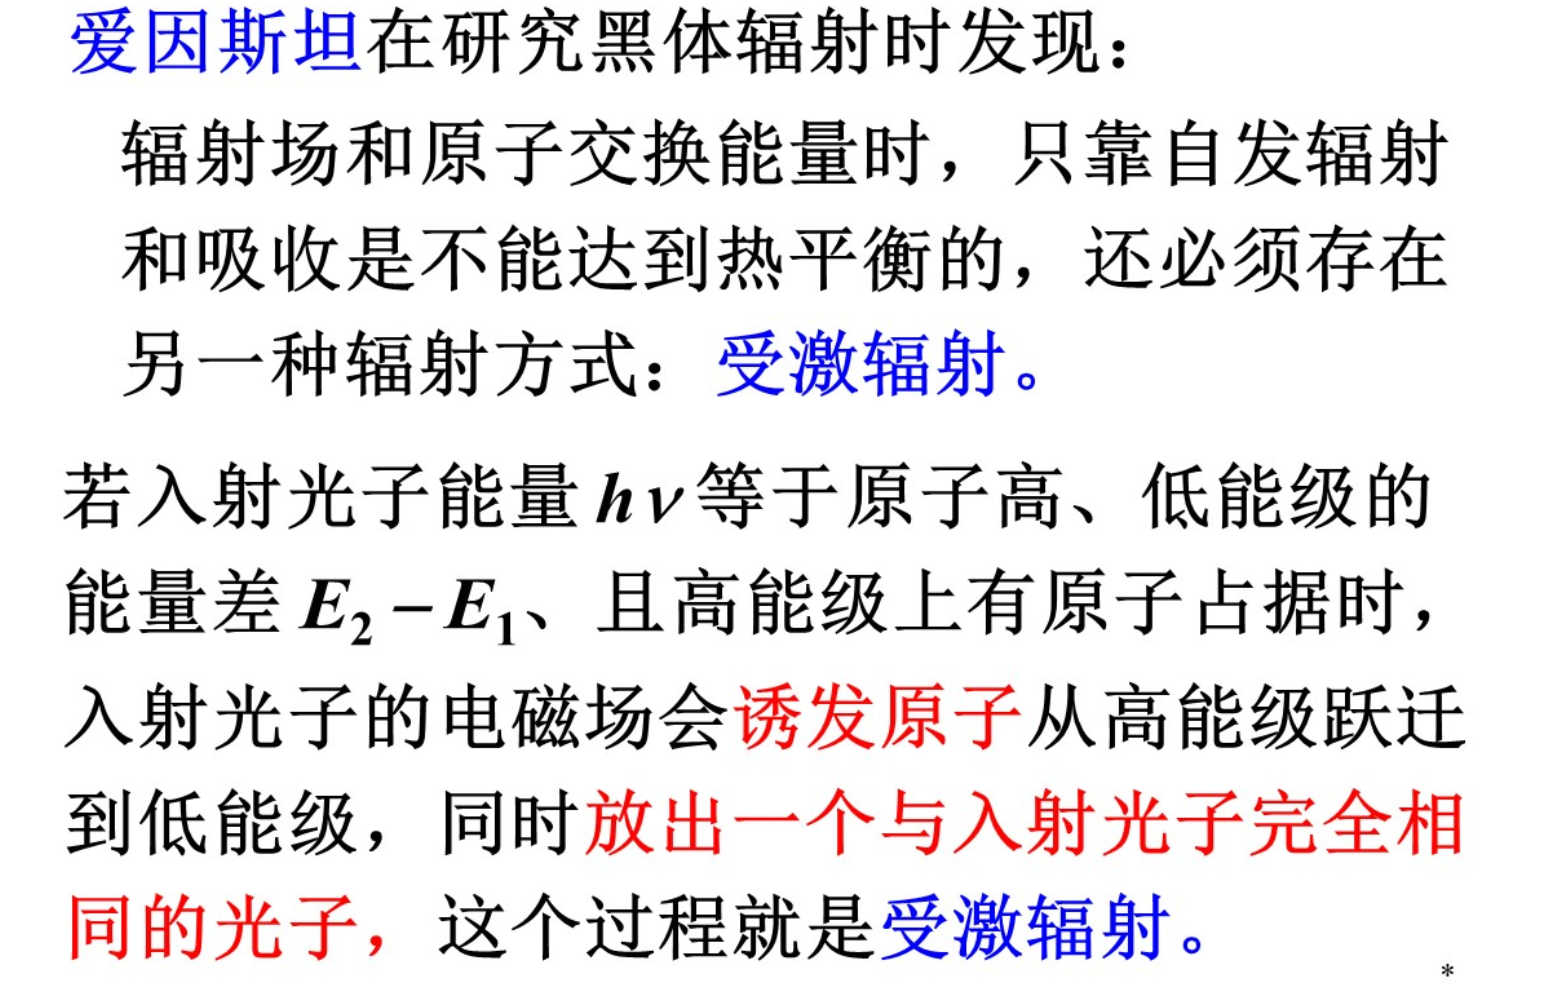 爱因斯坦在研究黑体辐射时发现：
辐射场和原子交换能量时，只靠自发辐射
和吸收是不能达到热平衡的，还必须存在
另一种辐射方式：受激辐射。
若入射光子能量 hν 等于原子高、低能级的
能量差 E₂ − E₁、且高能级上有原子占据时，
入射光子的电磁场会诱发原子从高能级跃迁
到低能级，同时放出一个与入射光子完全相
同的光子，这个过程就是受激辐射。
*